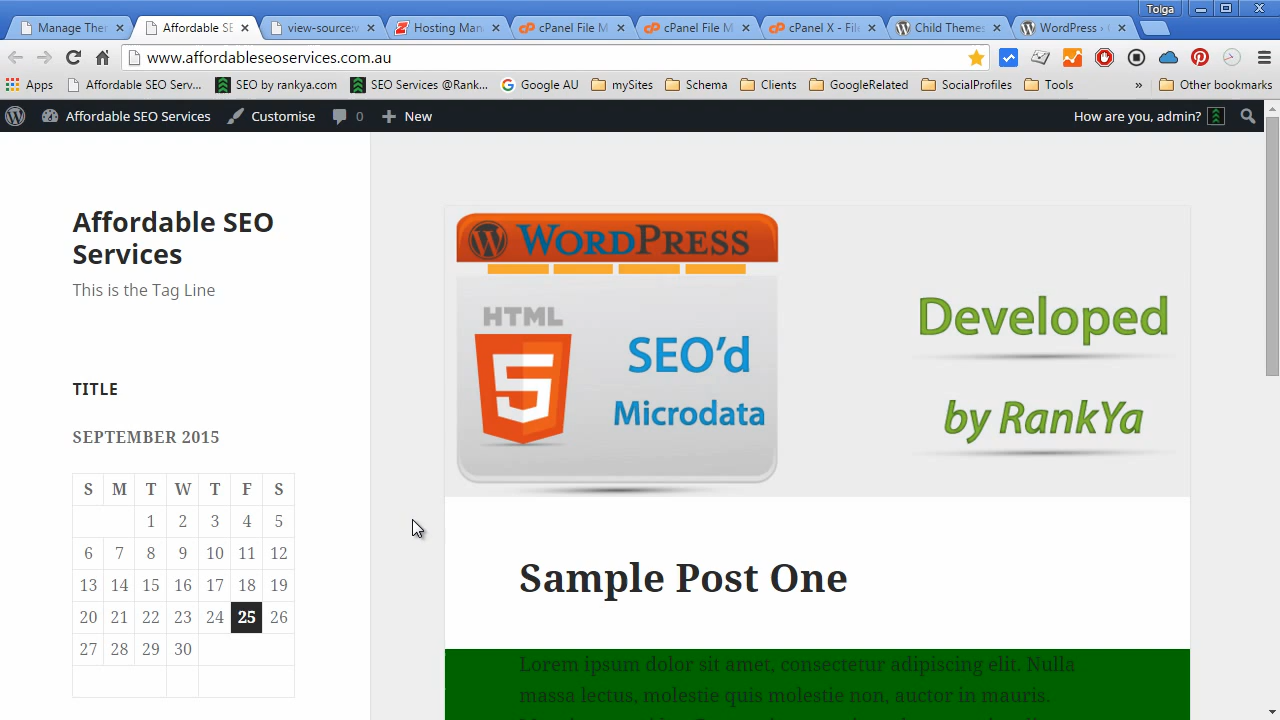 Tolga
Manage Ther
Affordable SE
view-source:w
Hosting Man
cPanel File M
cPanel File M
cPanel X - File
Child Themes
WordPress ›
www.affordableseoservices.com.au
Apps
Affordable SEO Serv...
SEO by rankya.com
SEO Services @Rank...
Google AU
mySites
Schema
Clients
GoogleRelated
SocialProfiles
Tools
»
Other bookmarks
Affordable SEO Services
Customise
0
New
How are you, admin?
Affordable SEO
Services
This is the Tag Line
TITLE
SEPTEMBER 2015
S M T W T F S
1 2 3 4 5
6 7 8 9 10 11 12
13 14 15 16 17 18 19
20 21 22 23 24 25 26
27 28 29 30
WORDPRESS
HTML
5
SEO'd
Microdata
Developed
by RankYa
Sample Post One
Lorem ipsum dolor sit amet, consectetur adipiscing elit. Nulla
massa lectus, molestie quis molestie non, auctor in mauris.